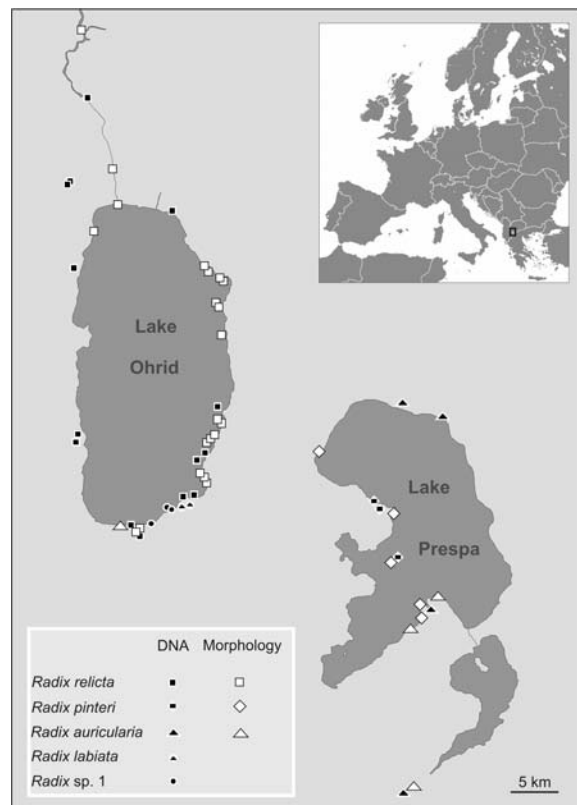 Lake
Ohrid
Lake
Prespa
DNA Morphology
Radix relicta
Radix pinteri
Radix auricularia
Radix labiata
Radix sp. 1
5 km